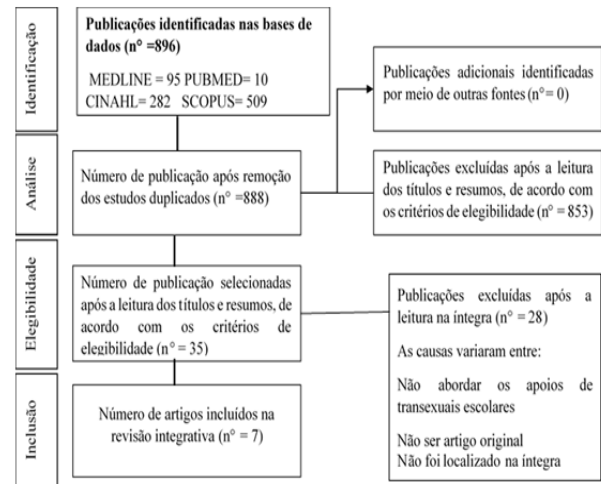 Identificação
Publicações identificadas nas bases de
dados (n° =896)
MEDLINE = 95 PUBMED= 10
CINAHL= 282 SCOPUS= 509
Publicações adicionais identificadas
por meio de outras fontes (n°= 0)
Análise
Número de publicação após remoção
dos estudos duplicados (n° =888)
Publicações excluídas após a leitura
dos títulos e resumos, de acordo com
os critérios de elegibilidade (n° = 853)
Elegibilidade
Número de publicação selecionadas
após a leitura dos títulos e resumos, de
acordo com os critérios de
elegibilidade (n° = 35)
Publicações excluídas após a
leitura na íntegra (n° = 28)
As causas variaram entre:
Não abordar os apoios de
transexuais escolares
Não ser artigo original
Não foi localizado na íntegra
Inclusão
Número de artigos incluídos na
revisão integrativa (n° = 7)